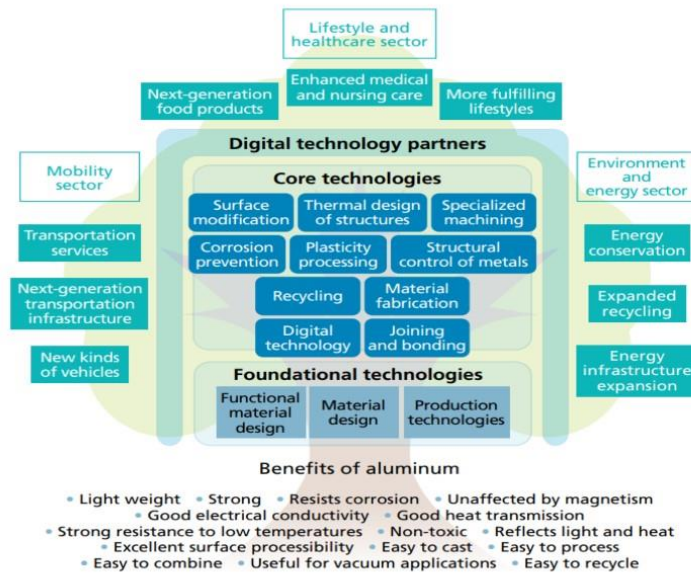 Lifestyle and
healthcare sector
Next-generation
food products
Enhanced medical
and nursing care
More fulfilling
lifestyles
Digital technology partners
Mobility
sector
Transportation
services
Next-generation
transportation
infrastructure
New kinds
of vehicles
Core technologies
Surface
modification
Thermal design
of structures
Specialized
machining
Corrosion
prevention
Plasticity
processing
Structural
control of metals
Recycling
Material
fabrication
Digital
technology
Joining
and bonding
Environment
and
energy sector
Energy
conservation
Expanded
recycling
Energy
infrastructure
expansion
Foundational technologies
Functional
material
design
Material
design
Production
technologies
Benefits of aluminum
• Light weight • Strong • Resists corrosion • Unaffected by magnetism
• Good electrical conductivity • Good heat transmission
• Strong resistance to low temperatures • Non-toxic • Reflects light and heat
• Excellent surface processibility • Easy to cast • Easy to process
• Easy to combine • Useful for vacuum applications • Easy to recycle